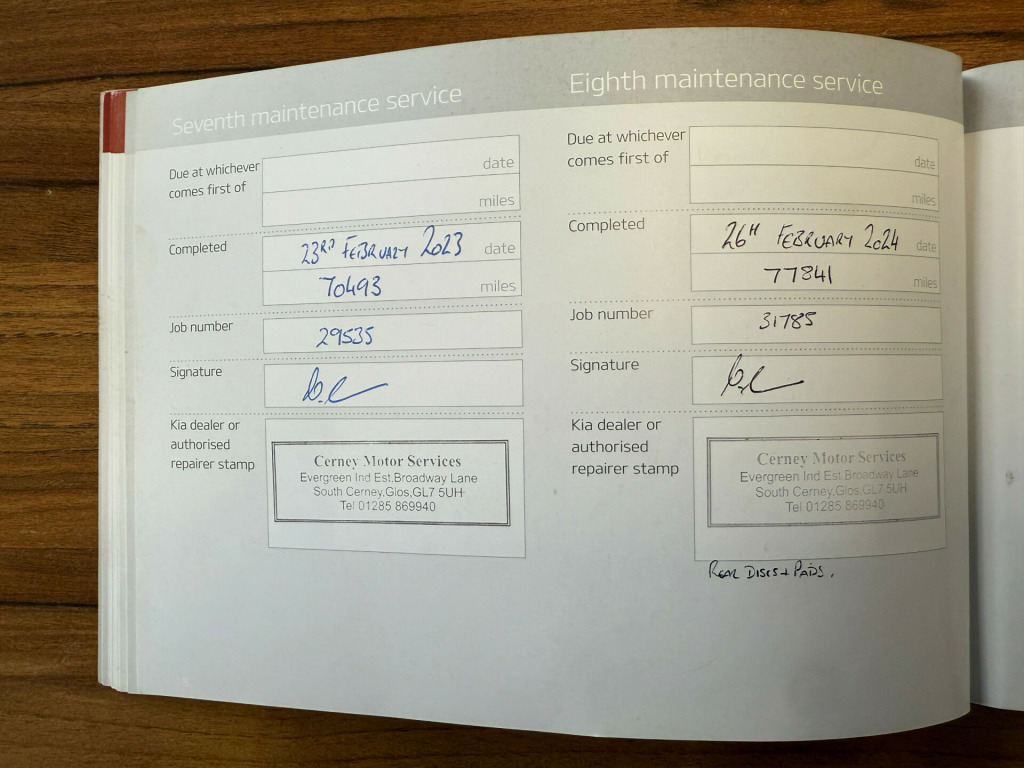 Seventh maintenance service
Due at whichever
comes first of
date
miles
Completed
23RD FEBRUARY 2023 date
70493 miles
Job number
29535
Signature
Kia dealer or
authorised
repairer stamp
Cerney Motor Services
Evergreen Ind Est.Broadway Lane
South Cerney,Glos,GL7 5UH
Tel 01285 869940
Eighth maintenance service
Due at whichever
comes first of
date
miles
Completed
26TH FEBRUARY 2024 date
77841 miles
Job number
31785
Signature
Kia dealer or
authorised
repairer stamp
Cerney Motor Services
Evergreen Ind Est.Broadway Lane
South Cerney,Glos,GL7 5UH
Tel 01285 869940
REAR DISCS + PADS.